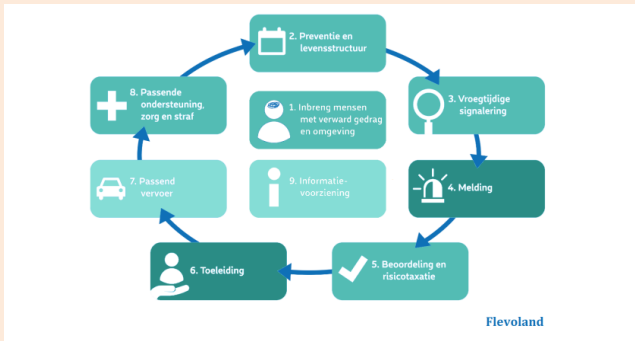 2. Preventie en
levensstructuur
3. Vroegtijdige
signalering
4. Melding
5. Beoordeling en
risicotaxatie
6. Toeleiding
7. Passend
vervoer
8. Passende
ondersteuning,
zorg en straf
1. Inbreng mensen
met verward gedrag
en omgeving
9. Informatie-
voorziening
Flevoland